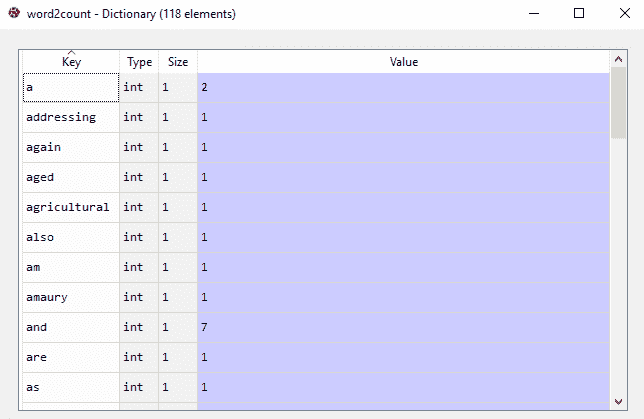 word2count - Dictionary (118 elements)
Key Type Size Value
a int 1 2
addressing int 1 1
again int 1 1
aged int 1 1
agricultural int 1 1
also int 1 1
am int 1 1
amaury int 1 1
and int 1 7
are int 1 1
as int 1 1